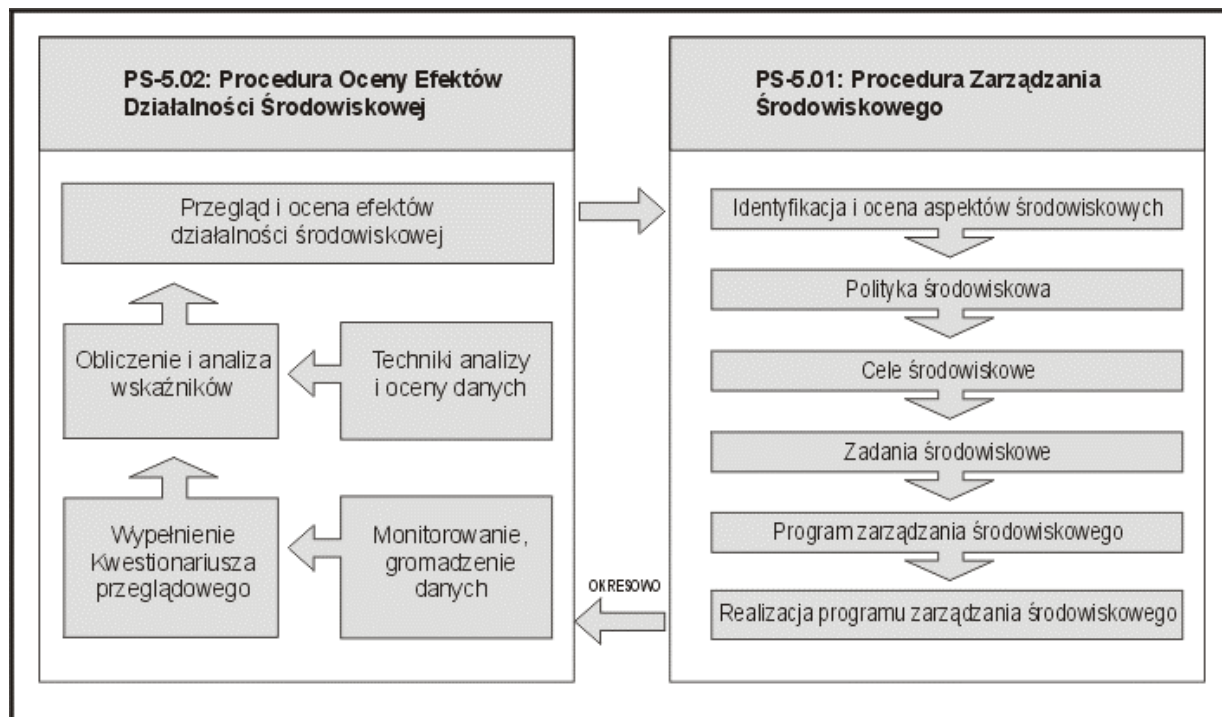 PS-5.02: Procedura Oceny Efektów
Działalności Środowiskowej
Przegląd i ocena efektów
działalności środowiskowej
Obliczenie i analiza
wskaźników
Techniki analizy
i oceny danych
Wypełnienie
Kwestionariusza
przeglądowego
Monitorowanie,
gromadzenie
danych
OKRESOWO
PS-5.01: Procedura Zarządzania
Środowiskowego
Identyfikacja i ocena aspektów środowiskowych
Polityka środowiskowa
Cele środowiskowe
Zadania środowiskowe
Program zarządzania środowiskowego
Realizacja programu zarządzania środowiskowego